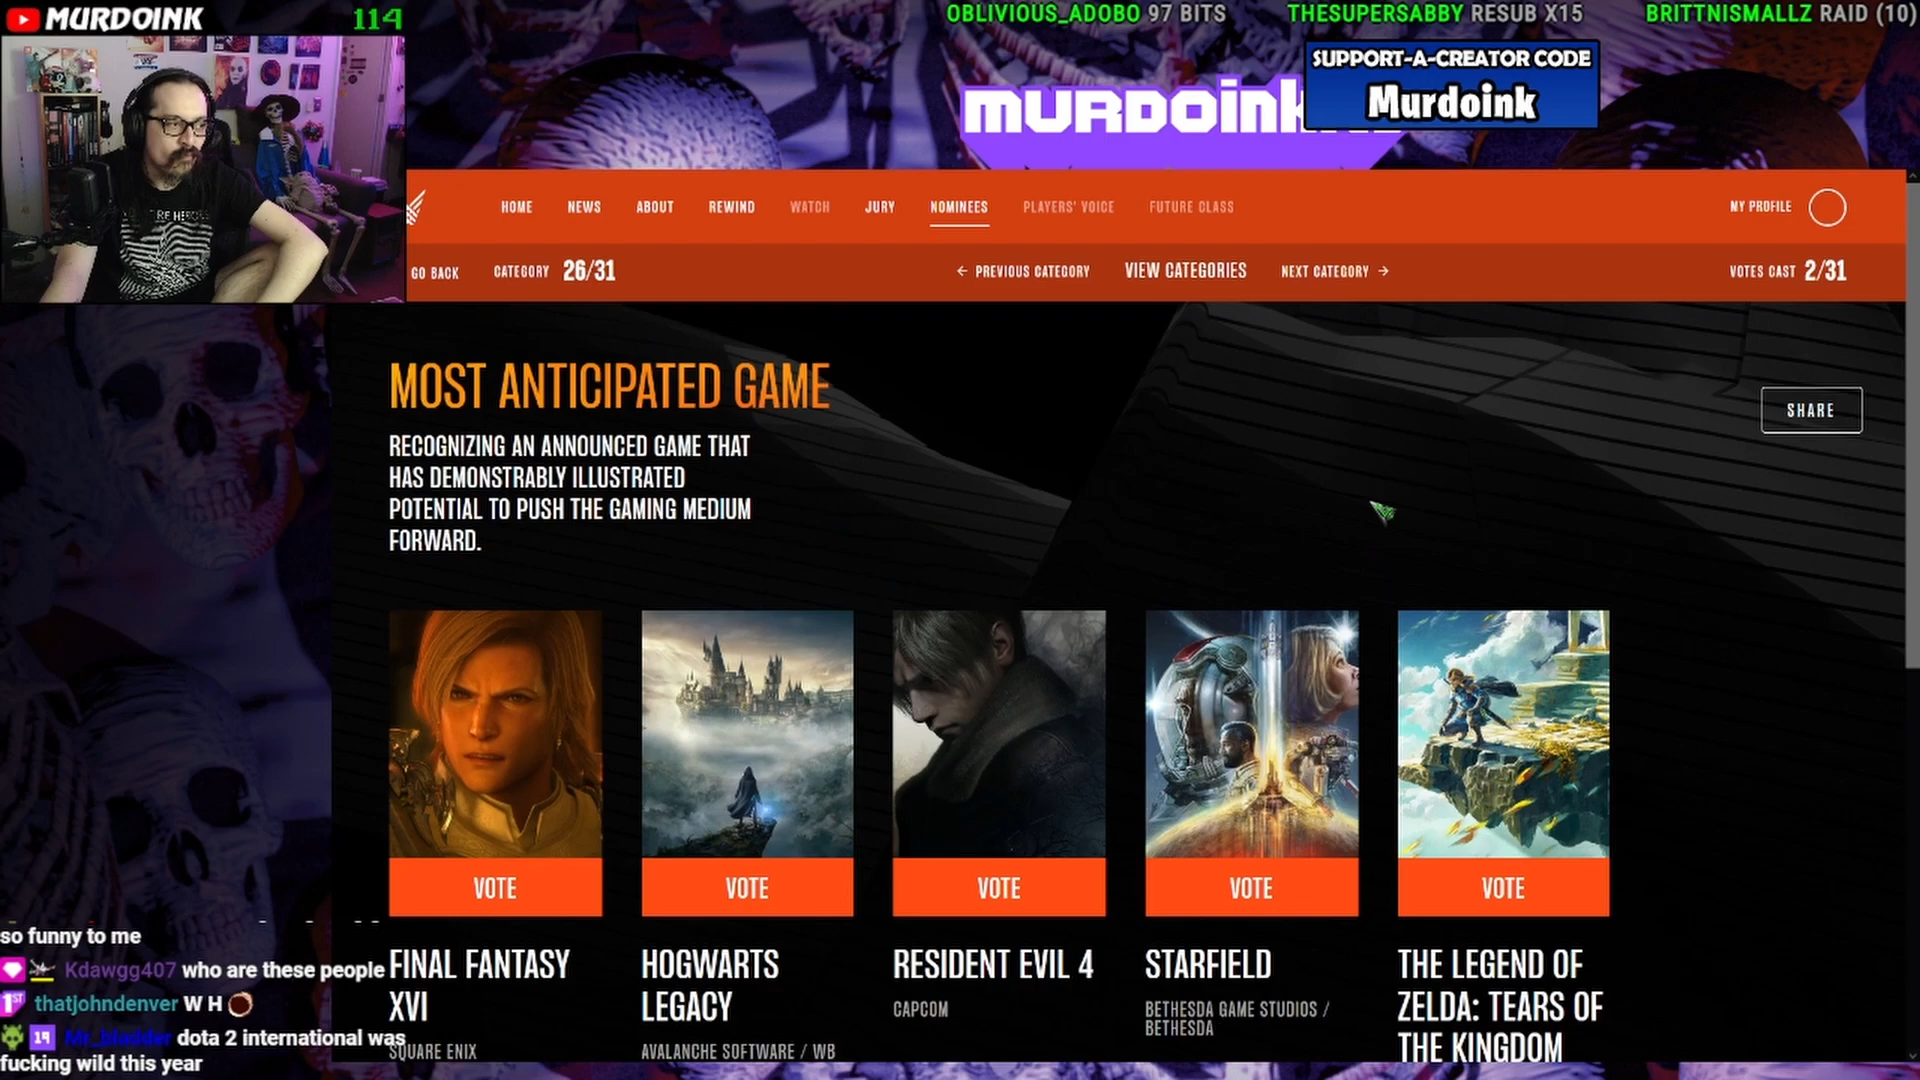 MURDOINK
114
OBLIVIOUS_ADOBO 97 BITS
THESUPERSABBY RESUB X15
BRITTNISMALLZ RAID (10)
SUPPORT-A-CREATOR CODE
Murdoink
MURDOink
HOME
NEWS
ABOUT
REWIND
WATCH
JURY
NOMINEES
PLAYERS' VOICE
FUTURE CLASS
MY PROFILE
GO BACK
CATEGORY 26/31
← PREVIOUS CATEGORY
VIEW CATEGORIES
NEXT CATEGORY →
VOTES CAST 2/31
MOST ANTICIPATED GAME
SHARE
RECOGNIZING AN ANNOUNCED GAME THAT
HAS DEMONSTRABLY ILLUSTRATED
POTENTIAL TO PUSH THE GAMING MEDIUM
FORWARD.
VOTE
VOTE
VOTE
VOTE
VOTE
FINAL FANTASY
XVI
SQUARE ENIX
HOGWARTS
LEGACY
AVALANCHE SOFTWARE / WB
RESIDENT EVIL 4
CAPCOM
STARFIELD
BETHESDA GAME STUDIOS /
BETHESDA
THE LEGEND OF
ZELDA: TEARS OF
THE KINGDOM
so funny to me
Kdawgg407 who are these people
1ST thatjohndenver W H
19 Mr_bladder dota 2 international was
fucking wild this year